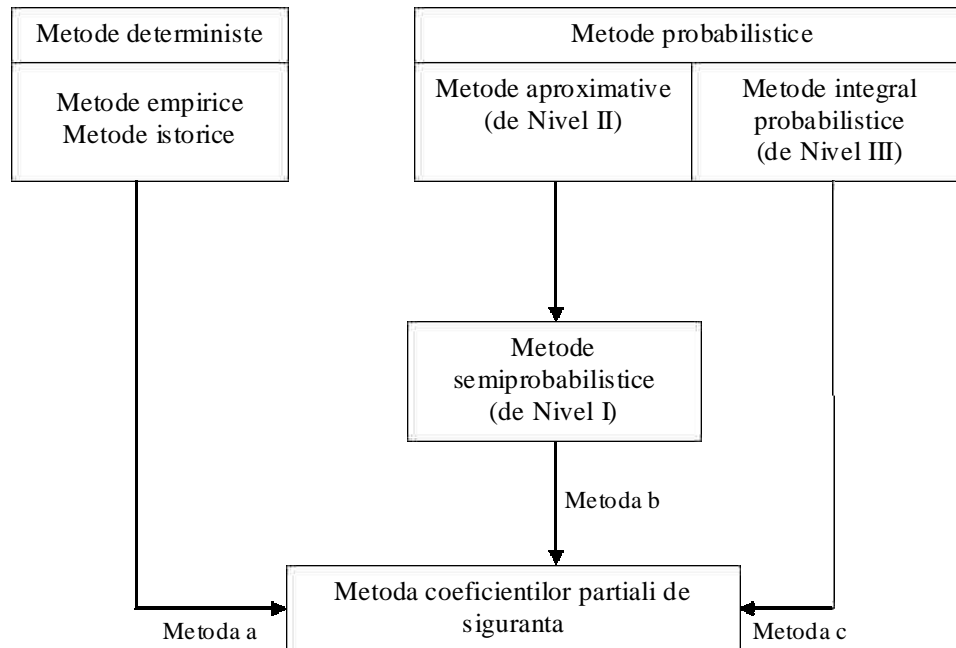 Metode deterministe
Metode empirice
Metode istorice
Metode probabilistice
Metode aproximative
(de Nivel II)
Metode integral
probabilistice
(de Nivel III)
Metode
semiprobabilistice
(de Nivel I)
Metoda b
Metoda coeficientilor partiali de
siguranta
Metoda a
Metoda c